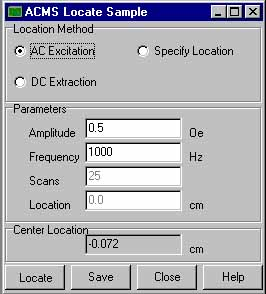 ACMS Locate Sample
Location Method
AC Excitation
Specify Location
DC Extraction
Parameters
Amplitude 0.5 Oe
Frequency 1000 Hz
Scans 25
Location 0.0 cm
Center Location
-0.072 cm
Locate Save Close Help